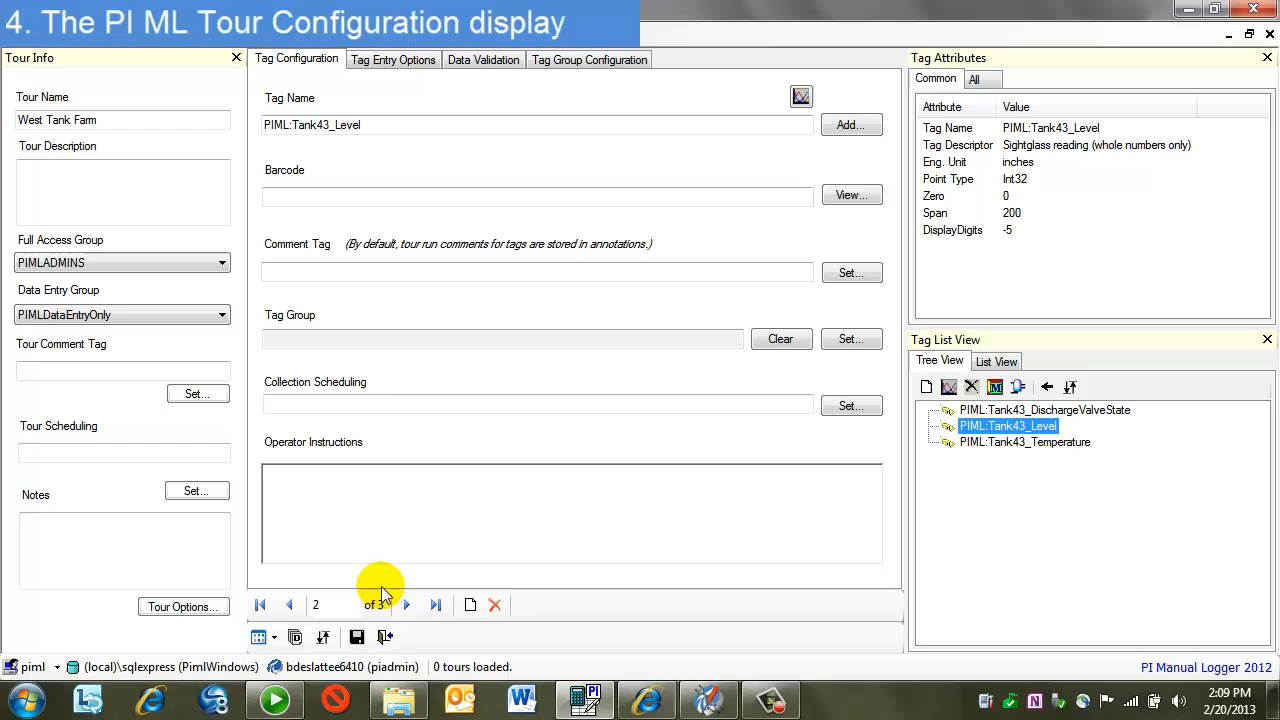 4. The PI ML Tour Configuration display
Tour Info
Tour Name
West Tank Farm
Tour Description
Full Access Group
PIMLADMINS
Data Entry Group
PIMLDataEntryOnly
Tour Comment Tag
Set...
Tour Scheduling
Set...
Notes
Tour Options...
Tag Configuration
Tag Entry Options
Data Validation
Tag Group Configuration
Tag Name
PIML:Tank43_Level
Add...
Barcode
View...
Comment Tag (By default, tour run comments for tags are stored in annotations.)
Set...
Tag Group
Clear
Set...
Collection Scheduling
Set...
Operator Instructions
2 of 3
Tag Attributes
Common All
Attribute Value
Tag Name PIML:Tank43_Level
Tag Descriptor Sightglass reading (whole numbers only)
Eng. Unit inches
Point Type Int32
Zero 0
Span 200
DisplayDigits -5
Tag List View
Tree View List View
PIML:Tank43_DischargeValveState
PIML:Tank43_Level
PIML:Tank43_Temperature
piml (local)\sqlexpress (PimlWindows) bdeslattee6410 (piadmin) 0 tours loaded. PI Manual Logger 2012
2:09 PM
2/20/2013